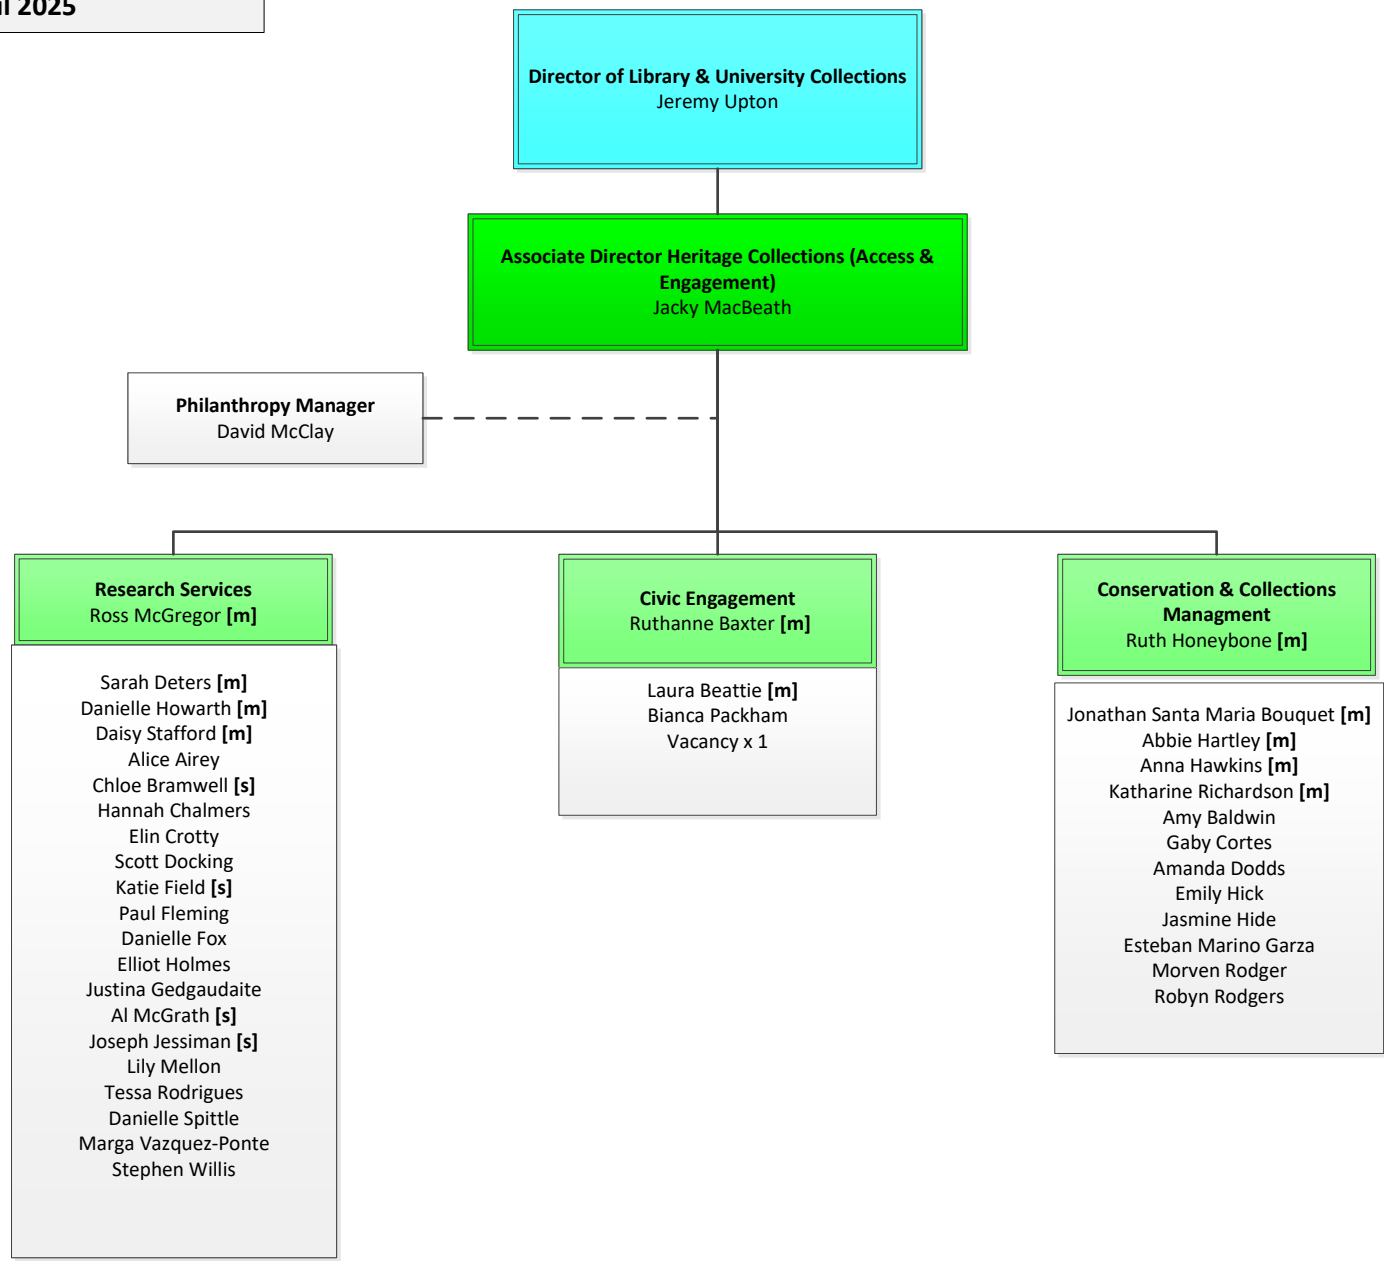 2025
Director of Library & University Collections
Jeremy Upton
Associate Director Heritage Collections (Access &
Engagement)
Jacky MacBeath
Philanthropy Manager
David McClay
Research Services
Ross McGregor [m]
Sarah Deters [m]
Danielle Howarth [m]
Daisy Stafford [m]
Alice Airey
Chloe Bramwell [s]
Hannah Chalmers
Elin Crotty
Scott Docking
Katie Field [s]
Paul Fleming
Danielle Fox
Elliot Holmes
Justina Gedgaudaite
Al McGrath [s]
Joseph Jessiman [s]
Lily Mellon
Tessa Rodrigues
Danielle Spittle
Marga Vazquez-Ponte
Stephen Willis
Civic Engagement
Ruthanne Baxter [m]
Laura Beattie [m]
Bianca Packham
Vacancy x 1
Conservation & Collections
Managment
Ruth Honeybone [m]
Jonathan Santa Maria Bouquet [m]
Abbie Hartley [m]
Anna Hawkins [m]
Katharine Richardson [m]
Amy Baldwin
Gaby Cortes
Amanda Dodds
Emily Hick
Jasmine Hide
Esteban Marino Garza
Morven Rodger
Robyn Rodgers